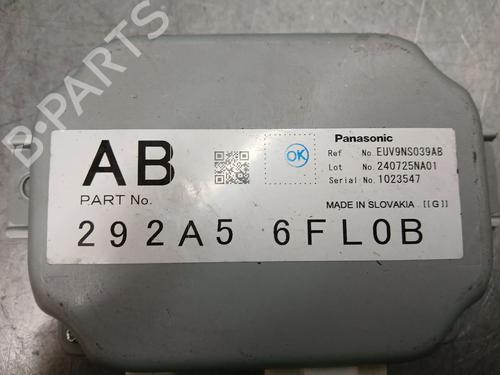 B-PARTS
AB
PART No.
OK
Panasonic
Ref No. EUV9NS039AB
Lot No. 240725NA01
Serial No. 1023547
MADE IN SLOVAKIA [[G]]
292A5 6FL0B